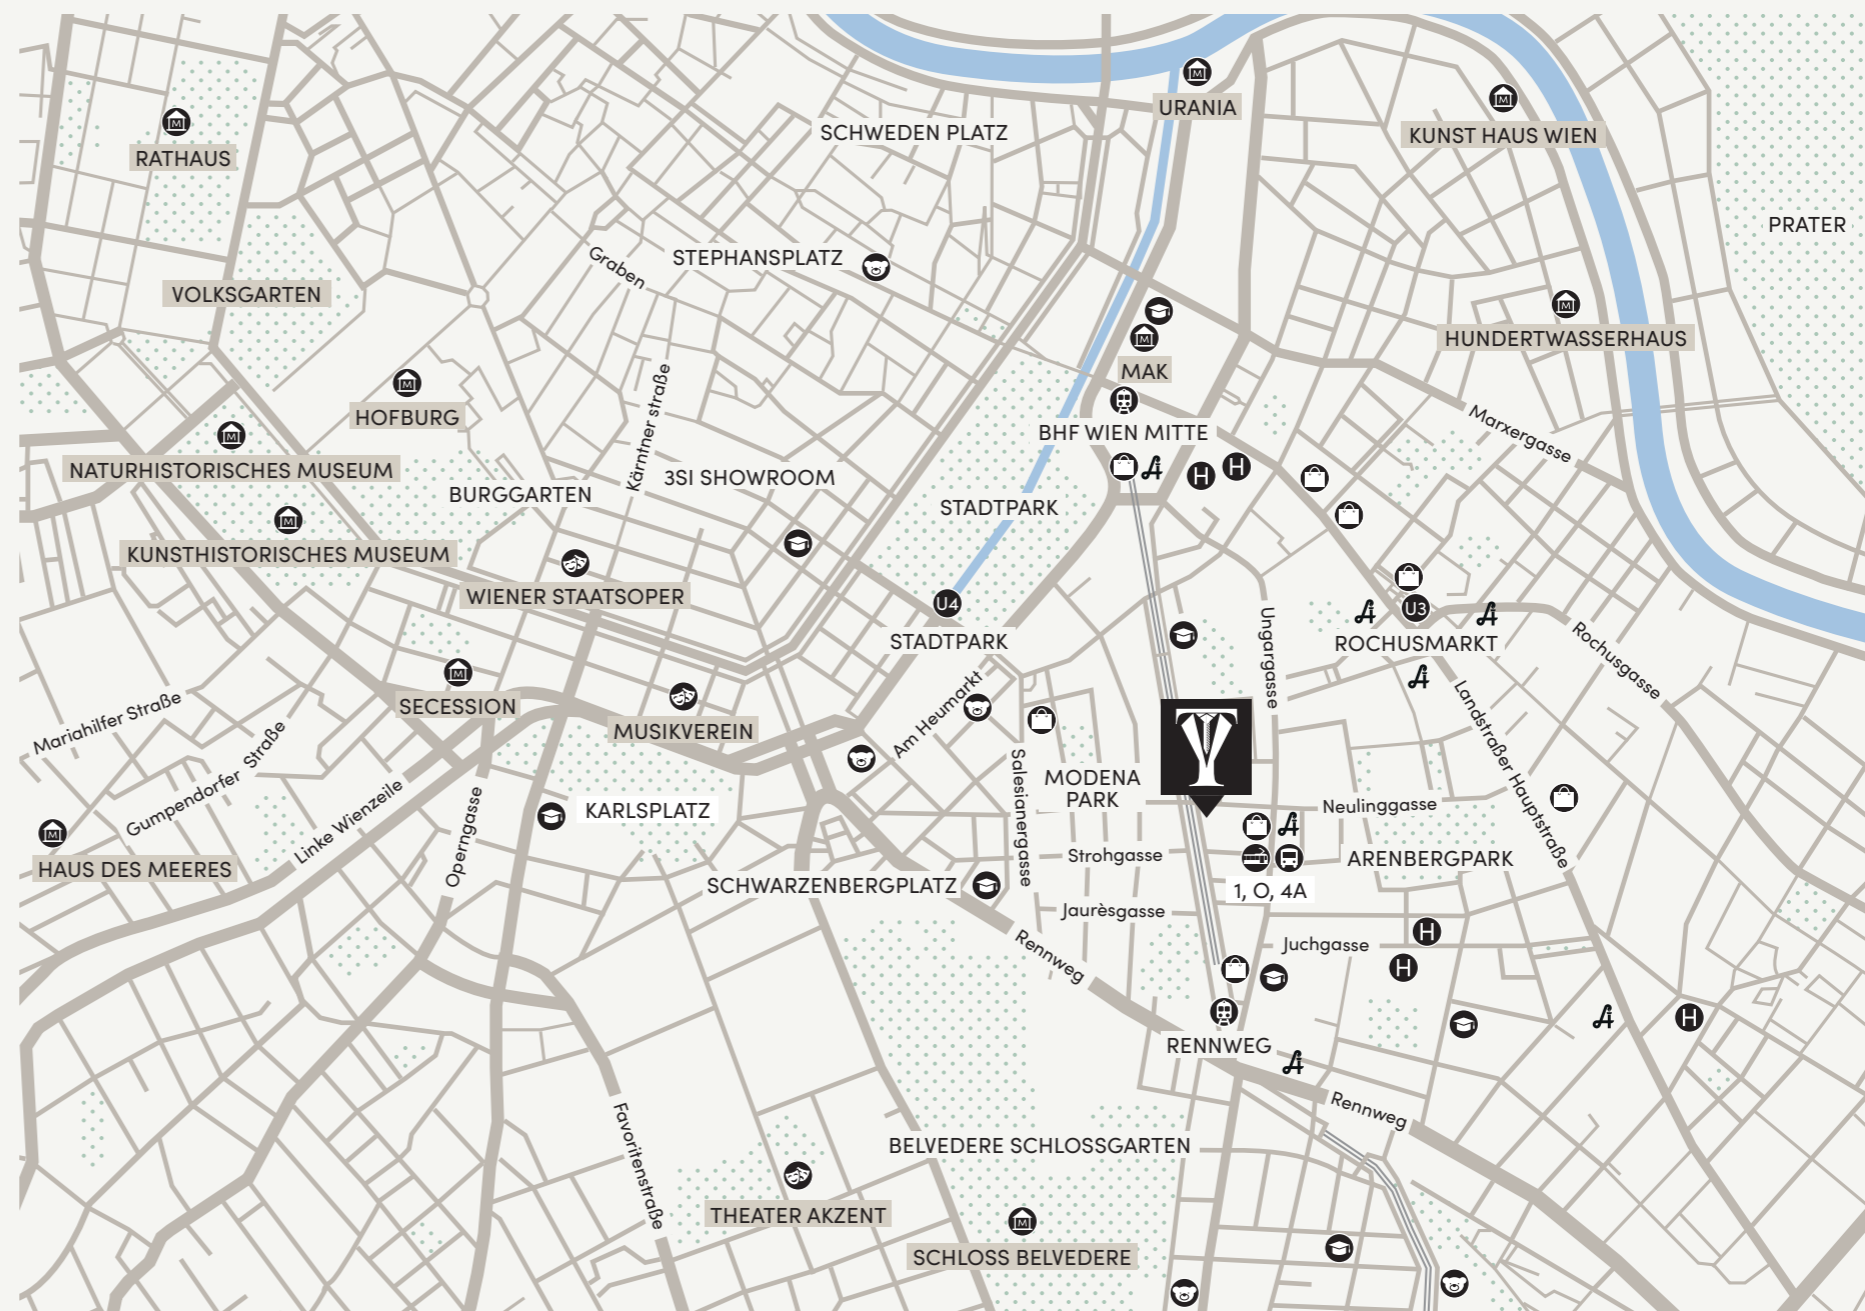 URANIA
KUNST HAUS WIEN
SCHWEDEN PLATZ
RATHAUS
PRATER
Graben
STEPHANSPLATZ
VOLKSGARTEN
HUNDERTWASSERHAUS
MAK
HOFBURG
Kärntner straße
BHF WIEN MITTE
Marxergasse
NATURHISTORISCHES MUSEUM
3SI SHOWROOM
BURGGARTEN
STADTPARK
H
H
KUNSTHISTORISCHES MUSEUM
WIENER STAATSOPER
U4
STADTPARK
U3
ROCHUSMARKT
Ungargasse
Rochusgasse
SECESSION
MUSIKVEREIN
Am Heumarkt
Mariahilfer Straße
Gumpendorfer Straße
Linke Wienzeile
Operngasse
KARLSPLATZ
Salesianergasse
MODENA
PARK
Neulinggasse
Landstraßer Hauptstraße
HAUS DES MEERES
Strohgasse
ARENBERGPARK
SCHWARZENBERGPLATZ
1, O, 4A
Jaurèsgasse
Juchgasse
H
H
Rennweg
H
RENNWEG
Rennweg
Favoritenstraße
BELVEDERE SCHLOSSGARTEN
THEATER AKZENT
SCHLOSS BELVEDERE